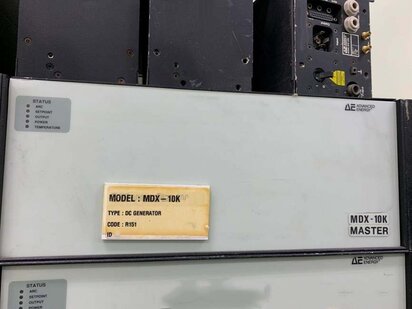 STATUS
ARC
SETPOINT
OUTPUT
POWER
TEMPERATURE
AE ADVANCED
ENERGY
MODEL : MDX-10K
TYPE : DC GENERATOR
CODE : R151
ID
MDX-10K
MASTER
STATUS
ARC
SETPOINT
OUTPUT
POWER
AE ADVANCED
ENERGY